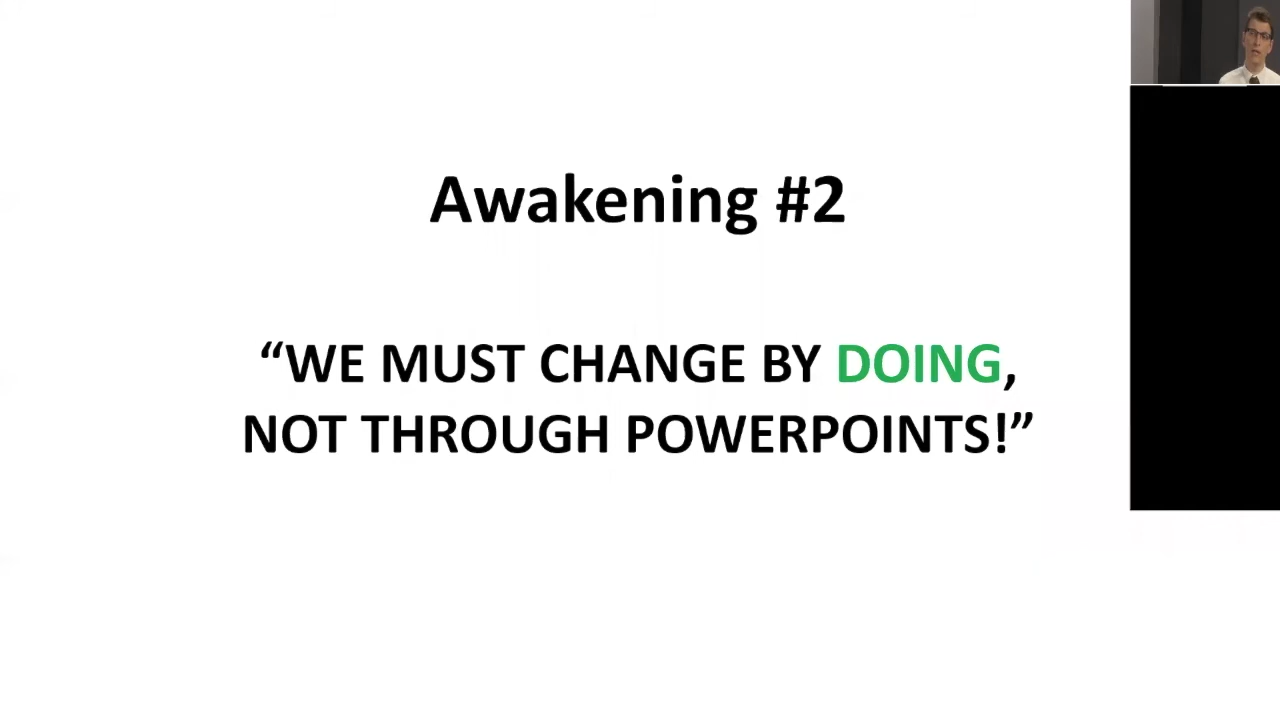 Awakening #2
“WE MUST CHANGE BY DOING,
NOT THROUGH POWERPOINTS!”